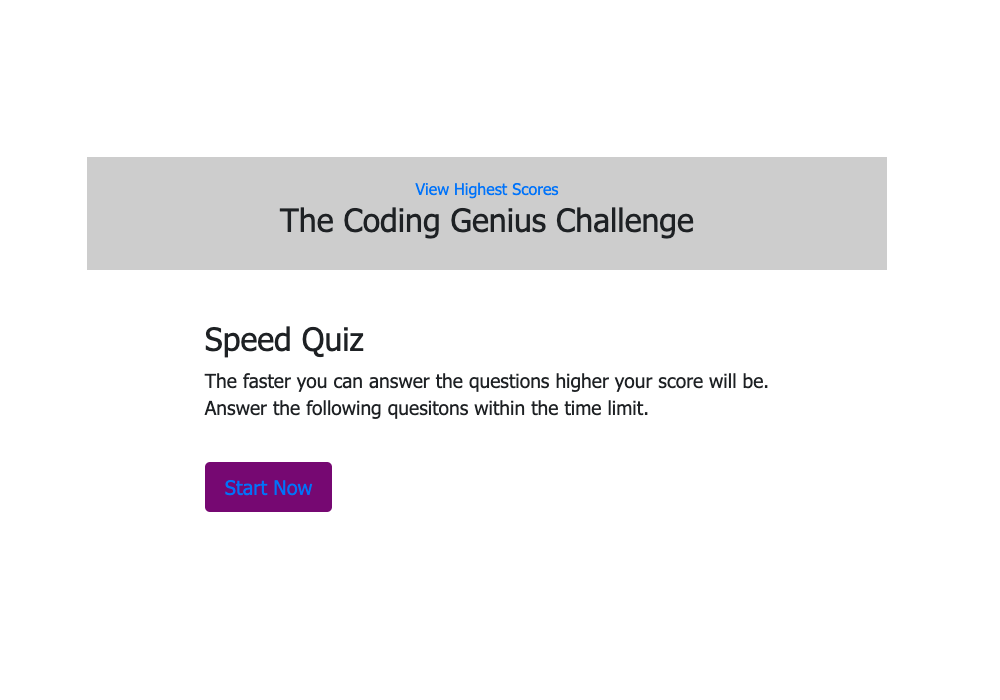 View Highest Scores
The Coding Genius Challenge
Speed Quiz
The faster you can answer the questions higher your score will be.
Answer the following quesitons within the time limit.
Start Now